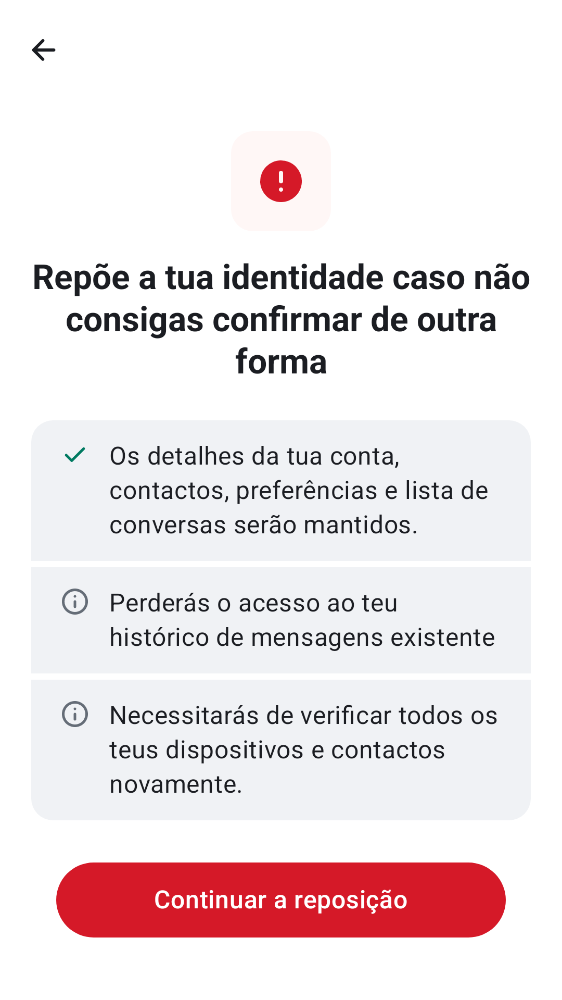 Repõe a tua identidade caso não
consigas confirmar de outra
forma
Os detalhes da tua conta,
contactos, preferências e lista de
conversas serão mantidos.
Perderás o acesso ao teu
histórico de mensagens existente
Necessitarás de verificar todos os
teus dispositivos e contactos
novamente.
Continuar a reposição